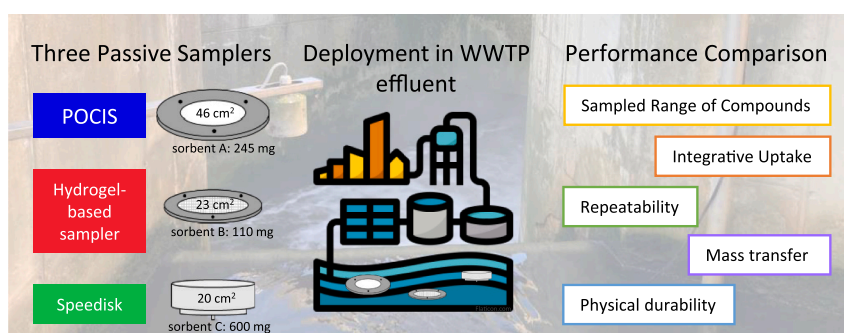 Three Passive Samplers
POCIS
46 cm²
sorbent A: 245 mg
Hydrogel-
based
sampler
23 cm²
sorbent B: 110 mg
Speedisk
20 cm²
sorbent C: 600 mg
Deployment in WWTP
effluent
Performance Comparison
Sampled Range of Compounds
Integrative Uptake
Repeatability
Mass transfer
Physical durability